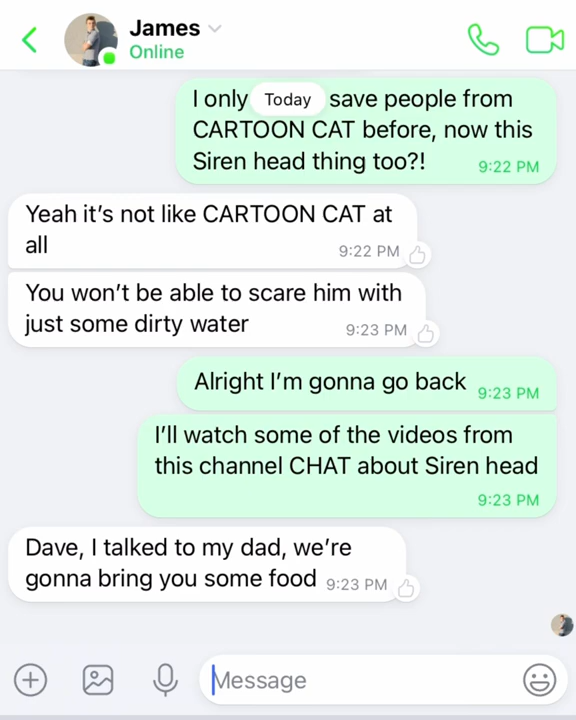 James
Online
Today
I only save people from
CARTOON CAT before, now this
Siren head thing too?!
9:22 PM
Yeah it’s not like CARTOON CAT at
all
9:22 PM
You won’t be able to scare him with
just some dirty water
9:23 PM
Alright I’m gonna go back
9:23 PM
I’ll watch some of the videos from
this channel CHAT about Siren head
9:23 PM
Dave, I talked to my dad, we’re
gonna bring you some food
9:23 PM
Message